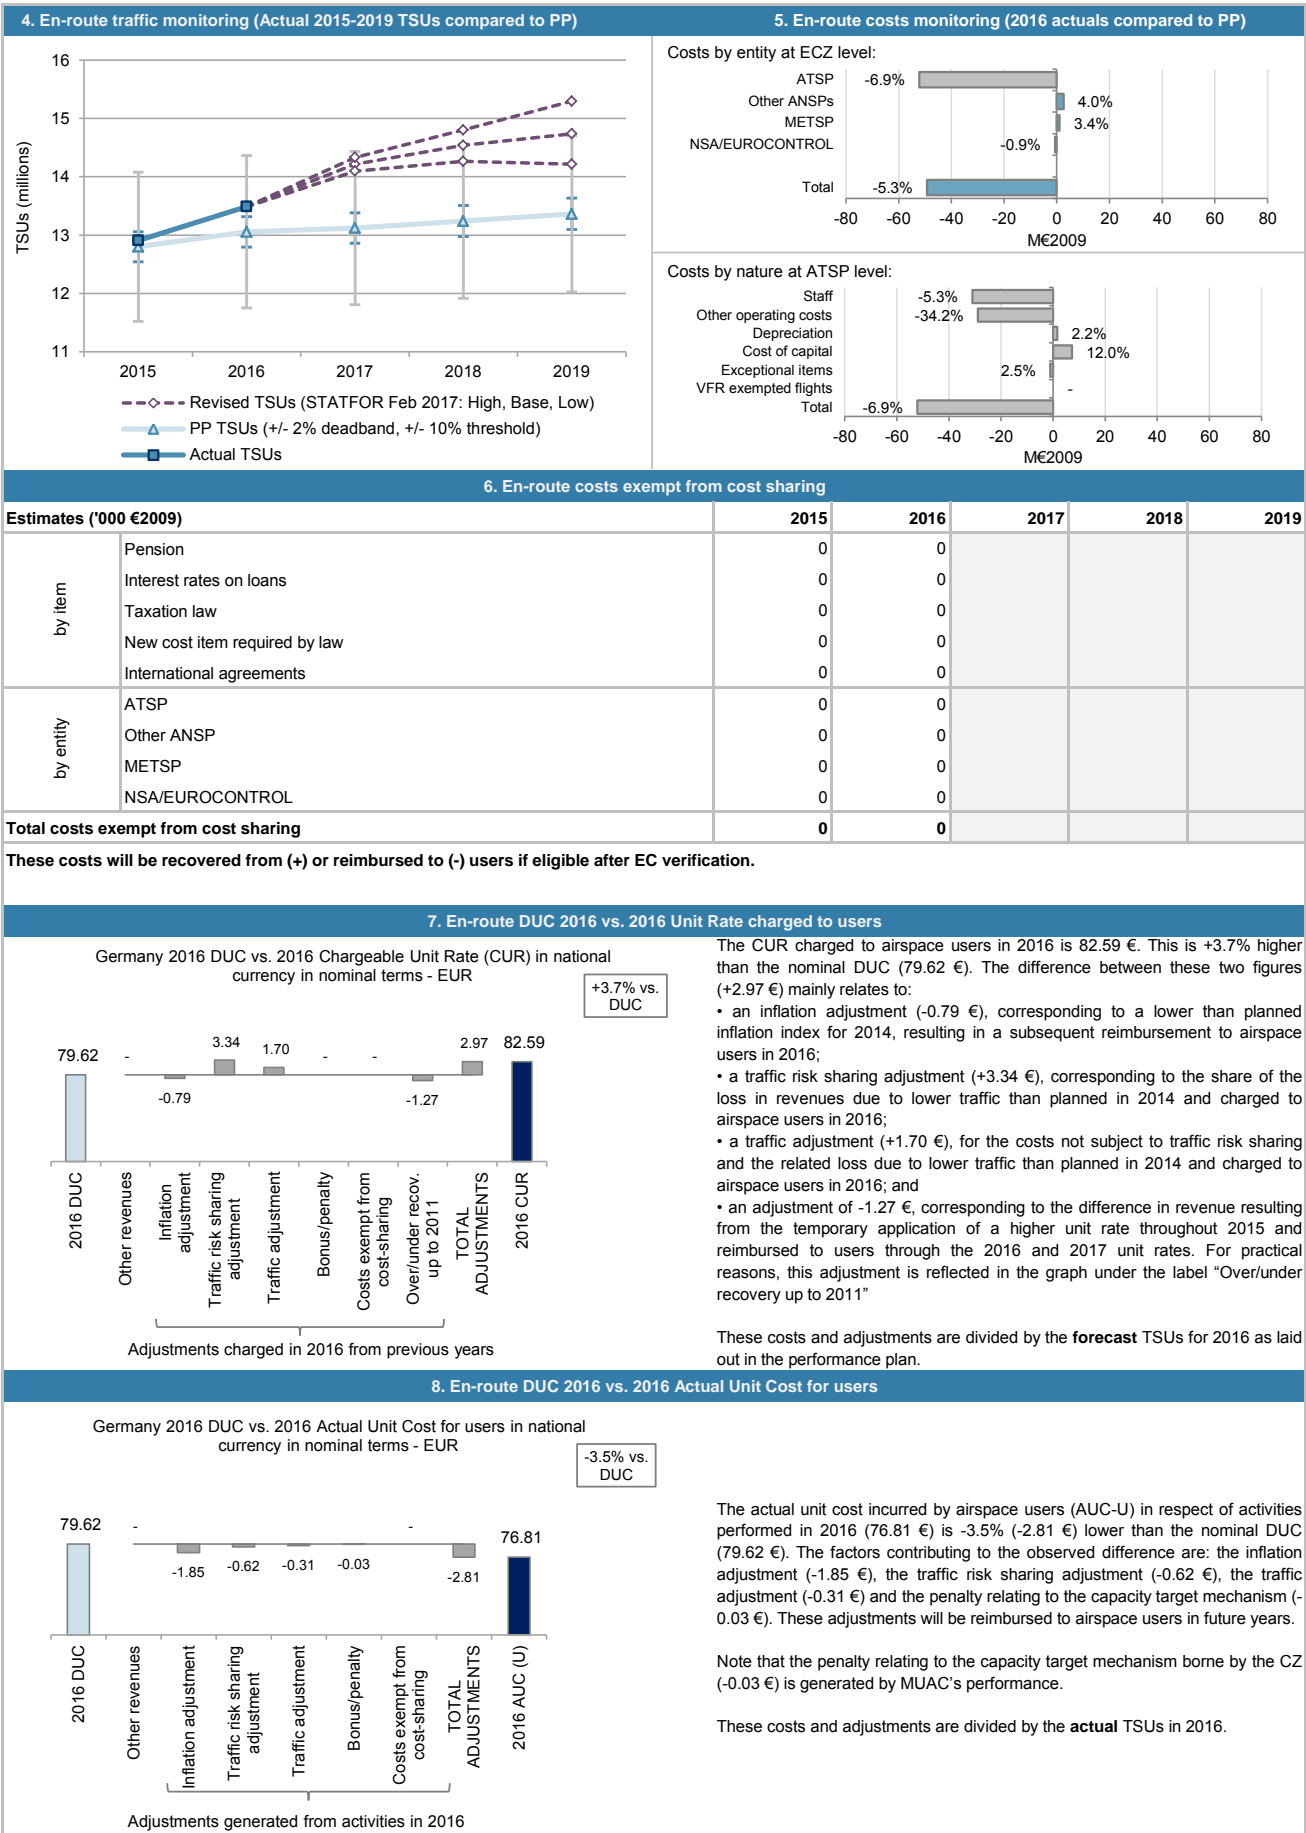 4. En-route traffic monitoring (Actual 2015-2019 TSUs compared to PP)
16
15
14
13
12
11
TSUs (millions)
2015 2016 2017 2018 2019
Revised TSUs (STATFOR Feb 2017: High, Base, Low)
PP TSUs (+/- 2% deadband, +/- 10% threshold)
Actual TSUs
5. En-route costs monitoring (2016 actuals compared to PP)
Costs by entity at ECZ level:
ATSP -6.9%
Other ANSPs 4.0%
METSP 3.4%
NSA/EUROCONTROL -0.9%
Total -5.3%
-80 -60 -40 -20 0 20 40 60 80
M€2009
Costs by nature at ATSP level:
Staff -5.3%
Other operating costs -34.2%
Depreciation 2.2%
Cost of capital 12.0%
Exceptional items 2.5%
VFR exempted flights -
Total -6.9%
-80 -60 -40 -20 0 20 40 60 80
M€2009
6. En-route costs exempt from cost sharing
Estimates ('000 €2009) 2015 2016 2017 2018 2019
by item
Pension 0 0
Interest rates on loans 0 0
Taxation law 0 0
New cost item required by law 0 0
International agreements 0 0
by entity
ATSP 0 0
Other ANSP 0 0
METSP 0 0
NSA/EUROCONTROL 0 0
Total costs exempt from cost sharing 0 0
These costs will be recovered from (+) or reimbursed to (-) users if eligible after EC verification.
7. En-route DUC 2016 vs. 2016 Unit Rate charged to users
Germany 2016 DUC vs. 2016 Chargeable Unit Rate (CUR) in national
currency in nominal terms - EUR
+3.7% vs.
DUC
79.62 - -0.79 3.34 1.70 - - -1.27 2.97 82.59
2016 DUC
Other revenues
Inflation
adjustment
Traffic risk sharing
adjustment
Traffic adjustment
Bonus/penalty
Costs exempt from
cost-sharing
Over/under recov.
up to 2011
TOTAL
ADJUSTMENTS
2016 CUR
Adjustments charged in 2016 from previous years
The CUR charged to airspace users in 2016 is 82.59 €. This is +3.7% higher
than the nominal DUC (79.62 €). The difference between these two figures
(+2.97 €) mainly relates to:
• an inflation adjustment (-0.79 €), corresponding to a lower than planned
inflation index for 2014, resulting in a subsequent reimbursement to airspace
users in 2016;
• a traffic risk sharing adjustment (+3.34 €), corresponding to the share of the
loss in revenues due to lower traffic than planned in 2014 and charged to
airspace users in 2016;
• a traffic adjustment (+1.70 €), for the costs not subject to traffic risk sharing
and the related loss due to lower traffic than planned in 2014 and charged to
airspace users in 2016; and
• an adjustment of -1.27 €, corresponding to the difference in revenue resulting
from the temporary application of a higher unit rate throughout 2015 and
reimbursed to users through the 2016 and 2017 unit rates. For practical
reasons, this adjustment is reflected in the graph under the label “Over/under
recovery up to 2011”
These costs and adjustments are divided by the forecast TSUs for 2016 as laid
out in the performance plan.
8. En-route DUC 2016 vs. 2016 Actual Unit Cost for users
Germany 2016 DUC vs. 2016 Actual Unit Cost for users in national
currency in nominal terms - EUR
-3.5% vs.
DUC
79.62 - -1.85 -0.62 -0.31 -0.03 - -2.81 76.81
2016 DUC
Other revenues
Inflation adjustment
Traffic risk sharing
adjustment
Traffic adjustment
Bonus/penalty
Costs exempt from
cost-sharing
TOTAL
ADJUSTMENTS
2016 AUC (U)
Adjustments generated from activities in 2016
The actual unit cost incurred by airspace users (AUC-U) in respect of activities
performed in 2016 (76.81 €) is -3.5% (-2.81 €) lower than the nominal DUC
(79.62 €). The factors contributing to the observed difference are: the inflation
adjustment (-1.85 €), the traffic risk sharing adjustment (-0.62 €), the traffic
adjustment (-0.31 €) and the penalty relating to the capacity target mechanism (-
0.03 €). These adjustments will be reimbursed to airspace users in future years.
Note that the penalty relating to the capacity target mechanism borne by the CZ
(-0.03 €) is generated by MUAC’s performance.
These costs and adjustments are divided by the actual TSUs in 2016.